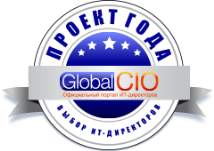 ПРОЕКТ ГОДА
GlobalCIO
Официальный портал ИТ-директоров
ВЫБОР ИТ-ДИРЕКТОРОВ